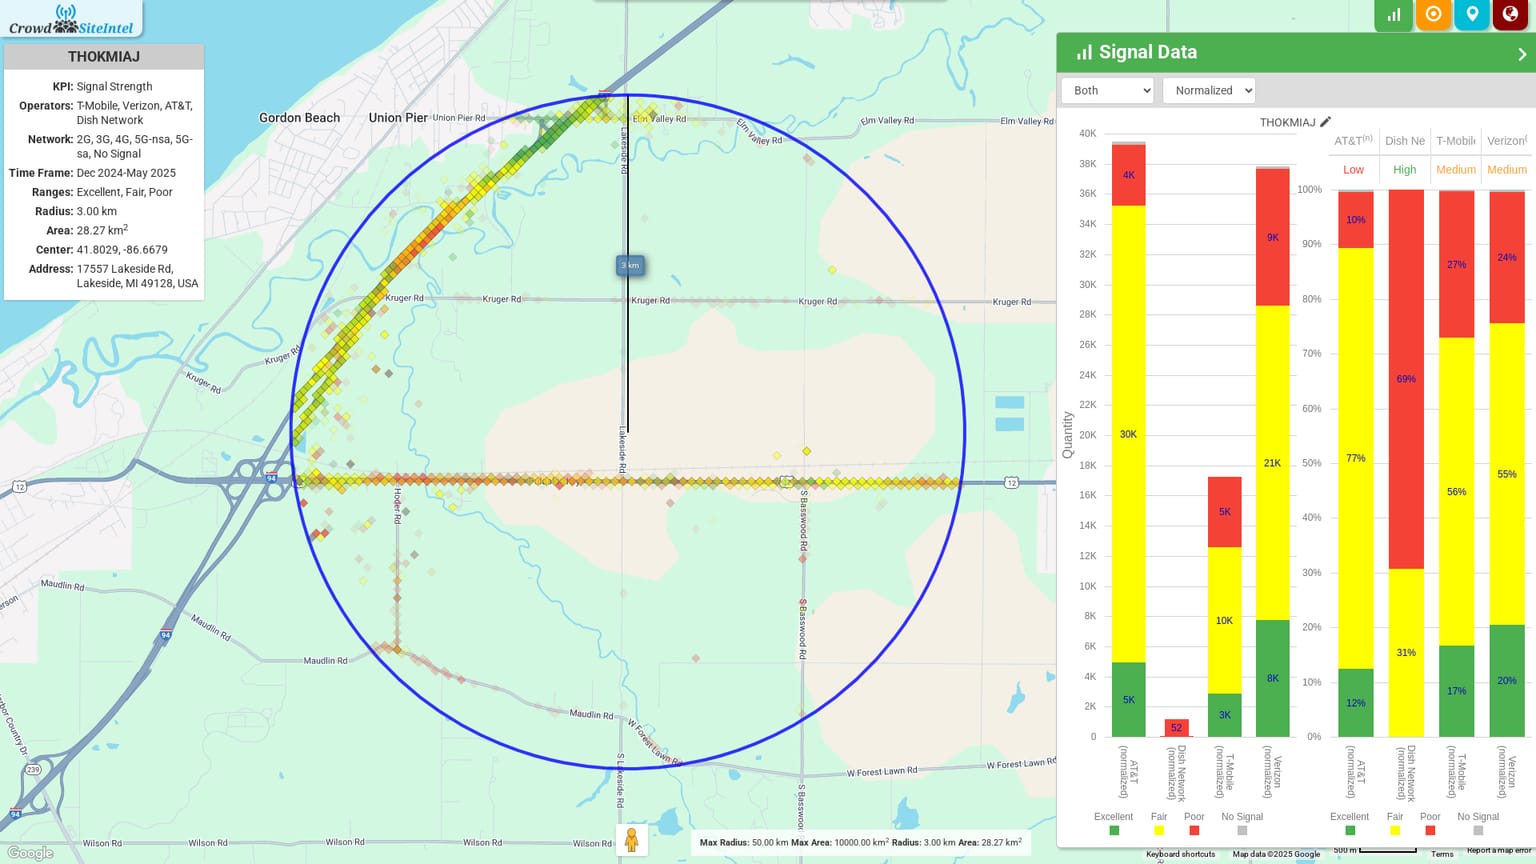 Crowd SiteIntel
THOKMIAJ
KPI: Signal Strength
Operators: T-Mobile, Verizon, AT&T,
Dish Network
Network: 2G, 3G, 4G, 5G-nsa, 5G-
sa, No Signal
Time Frame: Dec 2024-May 2025
Ranges: Excellent, Fair, Poor
Radius: 3.00 km
Area: 28.27 km²
Center: 41.8029, -86.6679
Address: 17557 Lakeside Rd,
Lakeside, MI 49128, USA
Gordon Beach
Union Pier
Union Pier Rd
Elm Valley Rd
Elm Valley Rd
Elm Valley Rd
Elm Valley Rd
Lakeside Rd
3 km
Kruger Rd
Kruger Rd
Kruger Rd
Kruger Rd
Kruger Rd
Kruger Rd
Kruger Rd
Lakeside Rd
94
12
12
Hoder Rd
S Basswood Rd
S Basswood Rd
Maudlin Rd
Maudlin Rd
Maudlin Rd
Maudlin Rd
94
W Forest Lawn Rd
W Forest Lawn Rd
W Forest Lawn Rd
S Lakeside Rd
S Basswood
239
94
Wilson Rd
Wilson Rd
Wilson Rd
Wilson Rd
Google
Max Radius: 50.00 km Max Area: 10000.00 km² Radius: 3.00 km Area: 28.27 km²
Signal Data
Both
Normalized
THOKMIAJ
Quantity
40K
38K
36K
34K
32K
30K
28K
26K
24K
22K
20K
18K
16K
14K
12K
10K
8K
6K
4K
2K
0
4K
30K
5K
52
5K
10K
3K
9K
21K
8K
AT&T (normalized)
Dish Network (normalized)
T-Mobile (normalized)
Verizon (normalized)
Excellent
Fair
Poor
No Signal
AT&T(n)
Dish Ne
T-Mobile
Verizon(
Low
High
Medium
Medium
100%
90%
80%
70%
60%
50%
40%
30%
20%
10%
0%
10%
77%
12%
69%
31%
27%
56%
17%
24%
55%
20%
AT&T (normalized)
Dish Network (normalized)
T-Mobile (normalized)
Verizon (normalized)
Excellent
Fair
Poor
No Signal
Keyboard shortcuts
Map data ©2025 Google
500 m
Terms
Report a map error